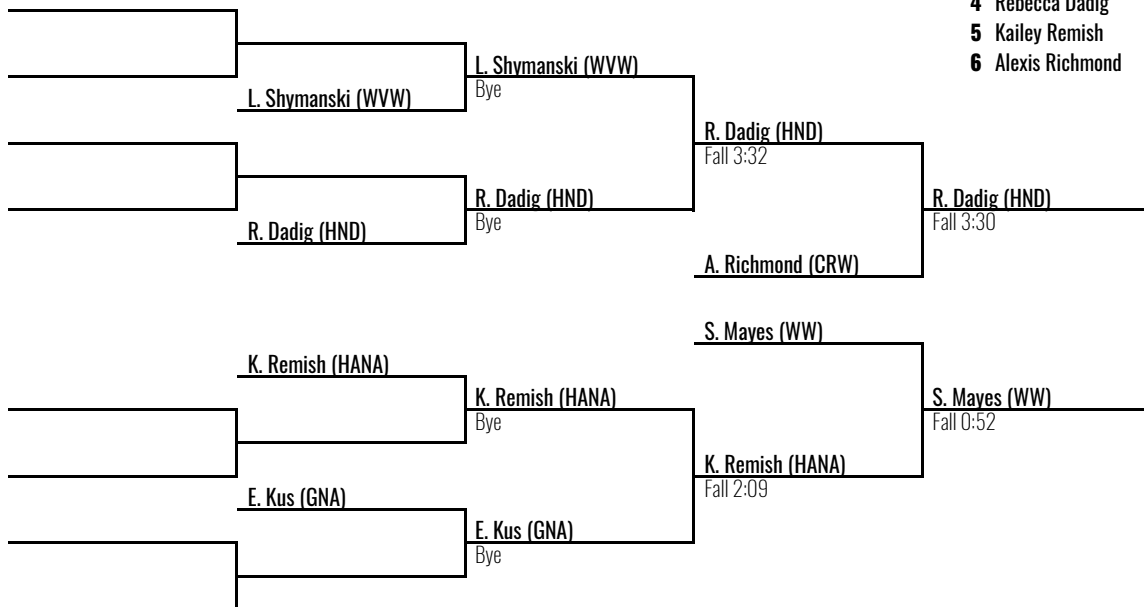 4 Rebecca Dadig
5 Kailey Remish
6 Alexis Richmond
L. Shymanski (WVW)
Bye
L. Shymanski (WVW)
R. Dadig (HND)
Fall 3:32
R. Dadig (HND)
Bye
R. Dadig (HND)
Fall 3:30
R. Dadig (HND)
A. Richmond (CRW)
S. Mayes (WW)
K. Remish (HANA)
K. Remish (HANA)
Bye
S. Mayes (WW)
Fall 0:52
K. Remish (HANA)
Fall 2:09
E. Kus (GNA)
E. Kus (GNA)
Bye